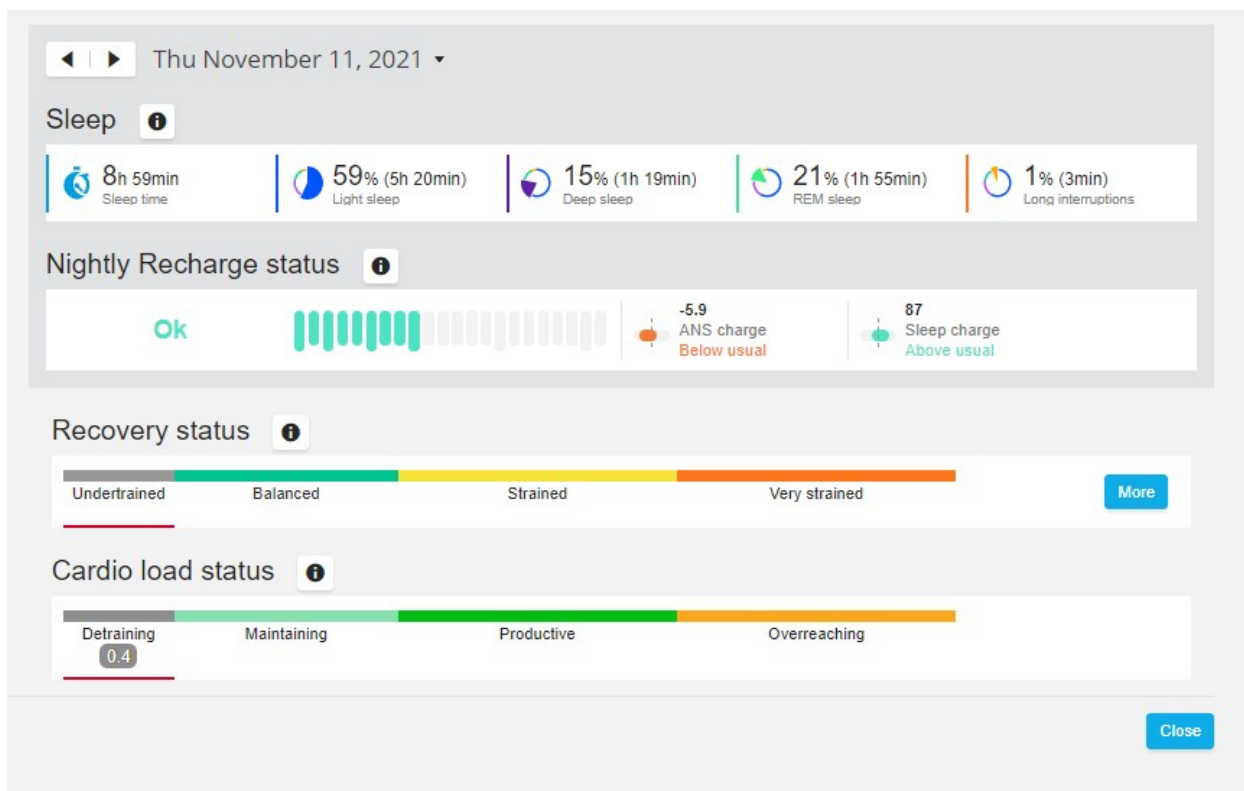 Thu November 11, 2021
Sleep
8h 59min
Sleep time
59% (5h 20min)
Light sleep
15% (1h 19min)
Deep sleep
21% (1h 55min)
REM sleep
1% (3min)
Long interruptions
Nightly Recharge status
Ok
-5.9
ANS charge
Below usual
87
Sleep charge
Above usual
Recovery status
Undertrained Balanced Strained Very strained
More
Cardio load status
Detraining Maintaining Productive Overreaching
0.4
Close